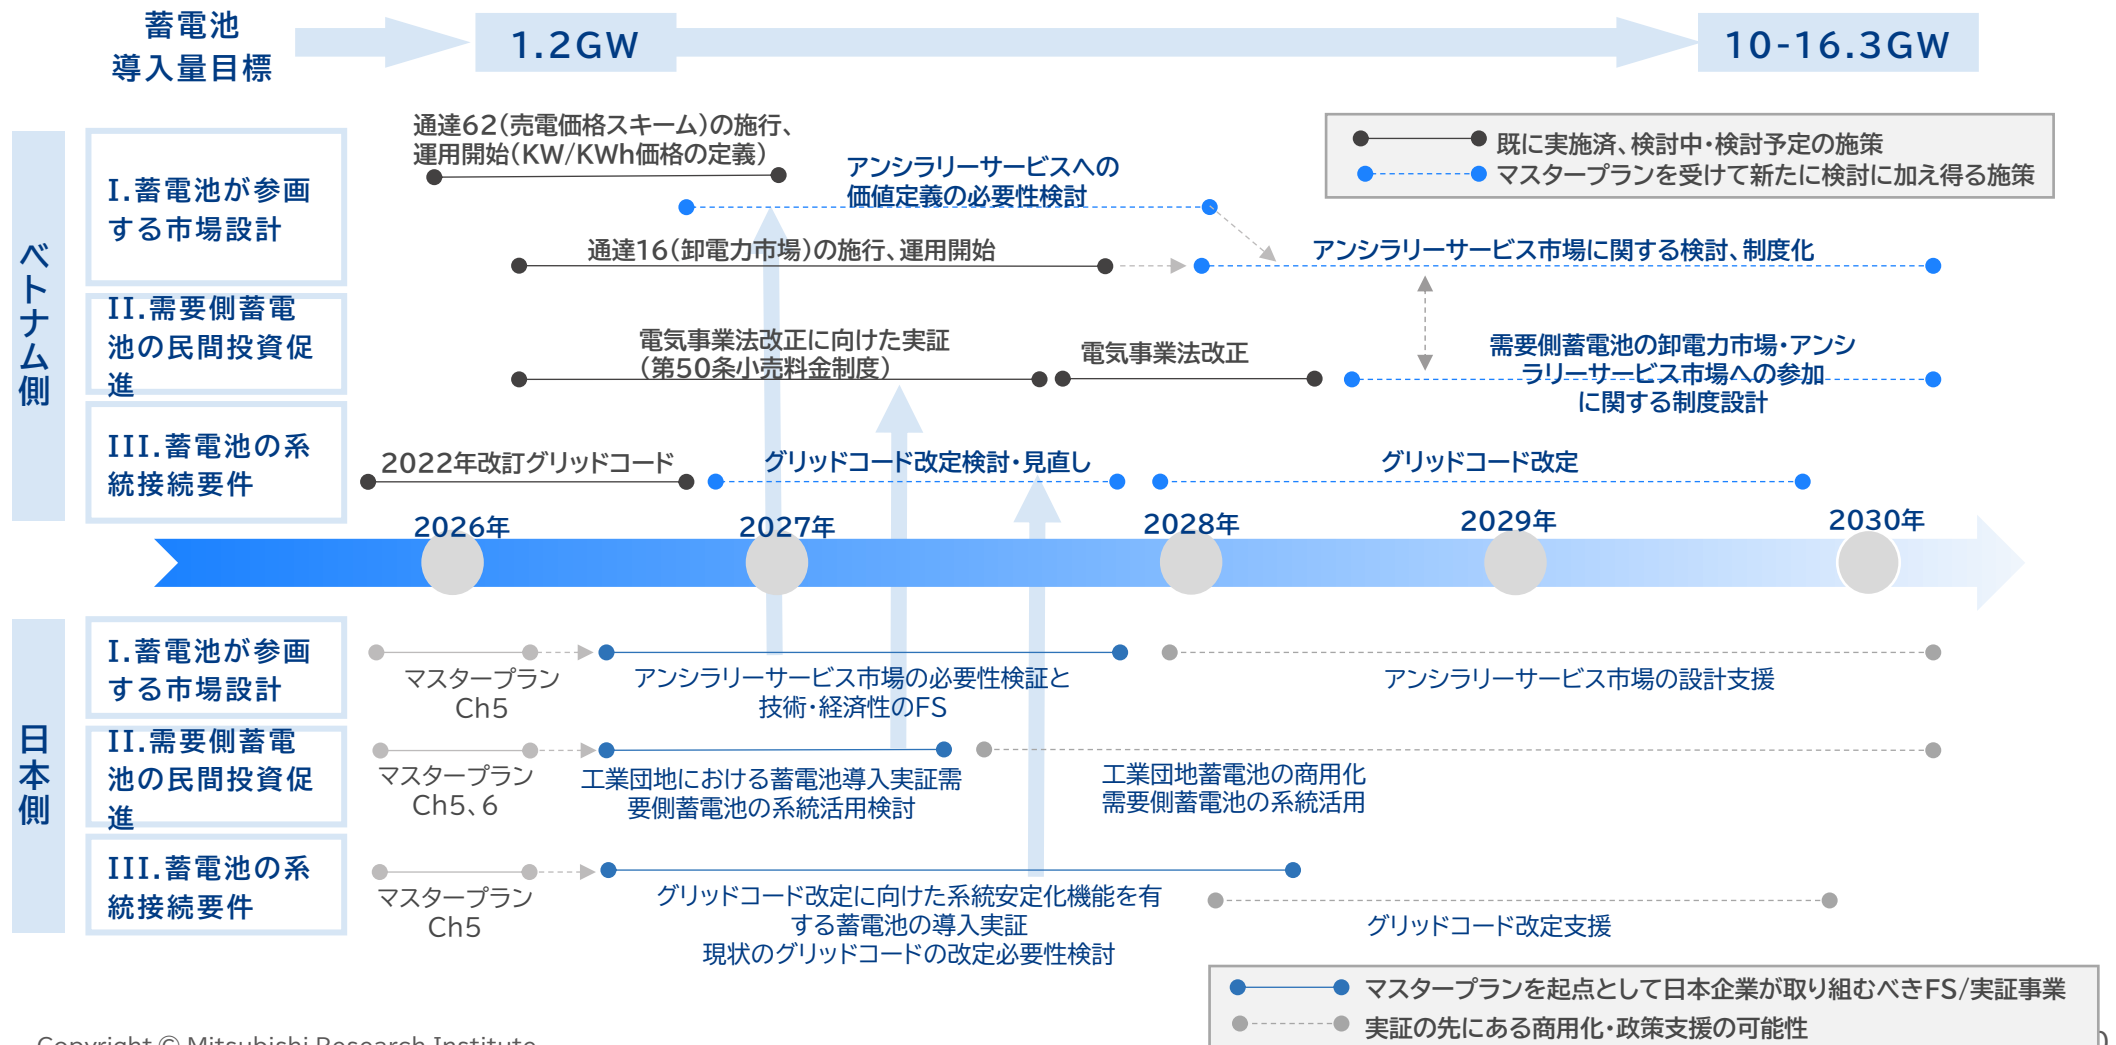 蓄電池
導入量目標
1.2GW
10-16.3GW
既に実施済、検討中・検討予定の施策
マスタープランを受けて新たに検討に加え得る施策
ベトナム側
I.蓄電池が参画
する市場設計
通達62(売電価格スキーム)の施行、
運用開始(KW/KWh価格の定義)
アンシラリーサービスへの
価値定義の必要性検討
通達16(卸電力市場)の施行、運用開始
アンシラリーサービス市場に関する検討、制度化
II.需要側蓄電
池の民間投資促
進
電気事業法改正に向けた実証
(第50条小売料金制度)
電気事業法改正
需要側蓄電池の卸電力市場・アンシ
ラリーサービス市場への参加
に関する制度設計
III.蓄電池の系
統接続要件
2022年改訂グリッドコード
グリッドコード改定検討・見直し
グリッドコード改定
2026年
2027年
2028年
2029年
2030年
日本側
I.蓄電池が参画
する市場設計
マスタープラン
Ch5
アンシラリーサービス市場の必要性検証と
技術・経済性のFS
アンシラリーサービス市場の設計支援
II.需要側蓄電
池の民間投資促
進
マスタープラン
Ch5、6
工業団地における蓄電池導入実証需
要側蓄電池の系統活用検討
工業団地蓄電池の商用化
需要側蓄電池の系統活用
III.蓄電池の系
統接続要件
マスタープラン
Ch5
グリッドコード改定に向けた系統安定化機能を有
する蓄電池の導入実証
現状のグリッドコードの改定必要性検討
グリッドコード改定支援
マスタープランを起点として日本企業が取り組むべきFS/実証事業
実証の先にある商用化・政策支援の可能性
Copyright © Mitsubishi Research Institute